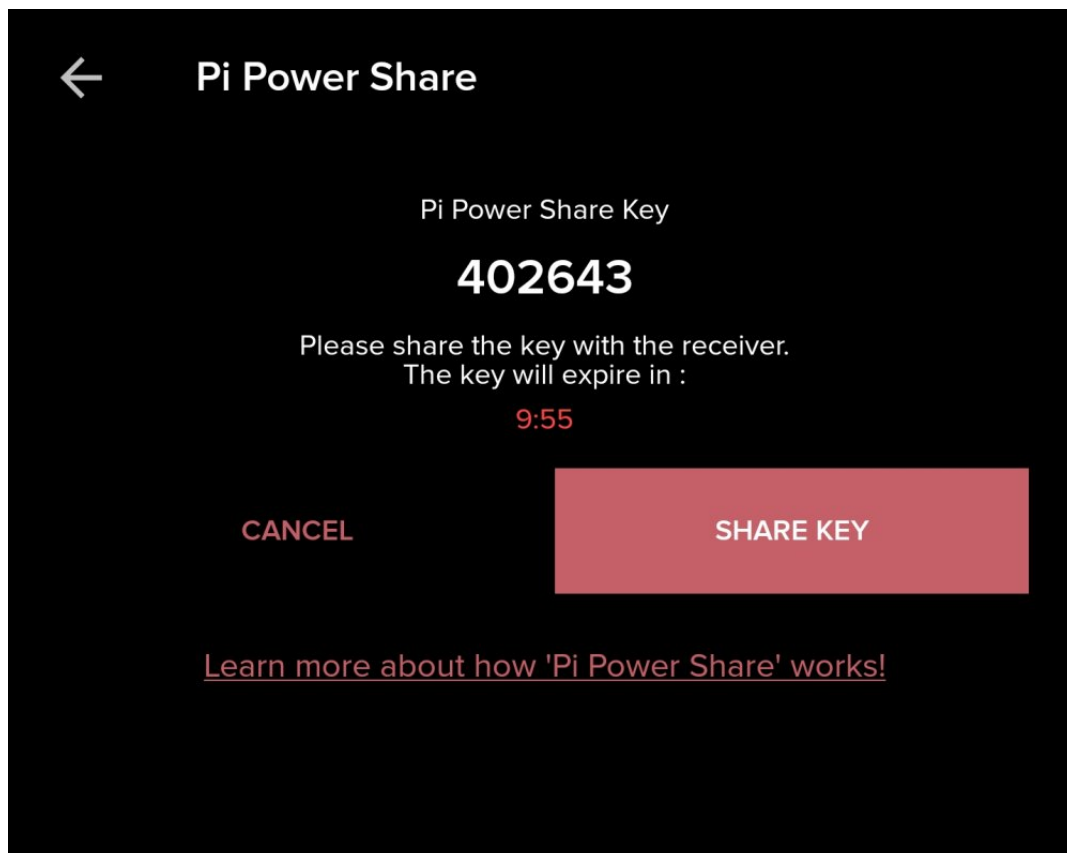 Pi Power Share
Pi Power Share Key
402643
Please share the key with the receiver.
The key will expire in :
9:55
CANCEL
SHARE KEY
Learn more about how 'Pi Power Share' works!